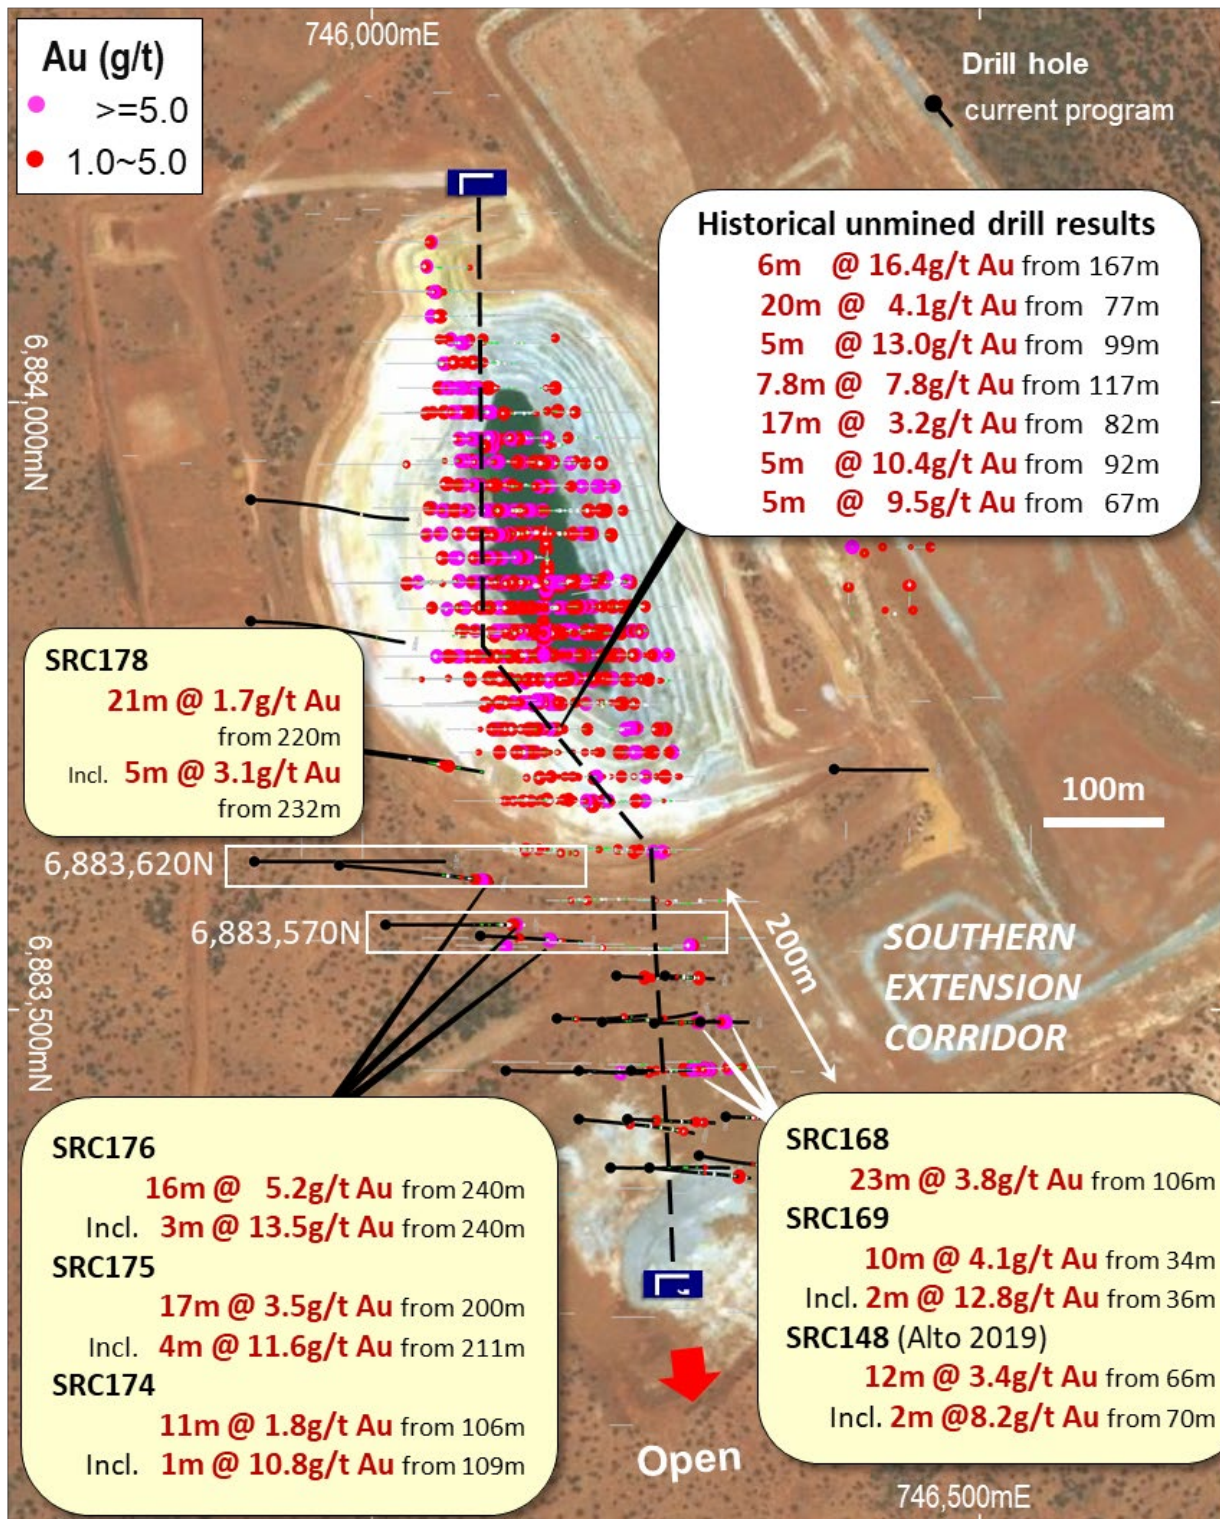 746,000mE
Au (g/t)
>=5.0
1.0~5.0
Drill hole
current program
Historical unmined drill results
6m @ 16.4g/t Au from 167m
20m @ 4.1g/t Au from 77m
5m @ 13.0g/t Au from 99m
7.8m @ 7.8g/t Au from 117m
17m @ 3.2g/t Au from 82m
5m @ 10.4g/t Au from 92m
5m @ 9.5g/t Au from 67m
6,884,000mN
SRC178
21m @ 1.7g/t Au
from 220m
Incl. 5m @ 3.1g/t Au
from 232m
100m
6,883,620N
6,883,570N
200m
SOUTHERN
EXTENSION
CORRIDOR
6,883,500mN
SRC176
16m @ 5.2g/t Au from 240m
Incl. 3m @ 13.5g/t Au from 240m
SRC175
17m @ 3.5g/t Au from 200m
Incl. 4m @ 11.6g/t Au from 211m
SRC174
11m @ 1.8g/t Au from 106m
Incl. 1m @ 10.8g/t Au from 109m
SRC168
23m @ 3.8g/t Au from 106m
SRC169
10m @ 4.1g/t Au from 34m
Incl. 2m @ 12.8g/t Au from 36m
SRC148 (Alto 2019)
12m @ 3.4g/t Au from 66m
Incl. 2m @8.2g/t Au from 70m
Open
746,500mE